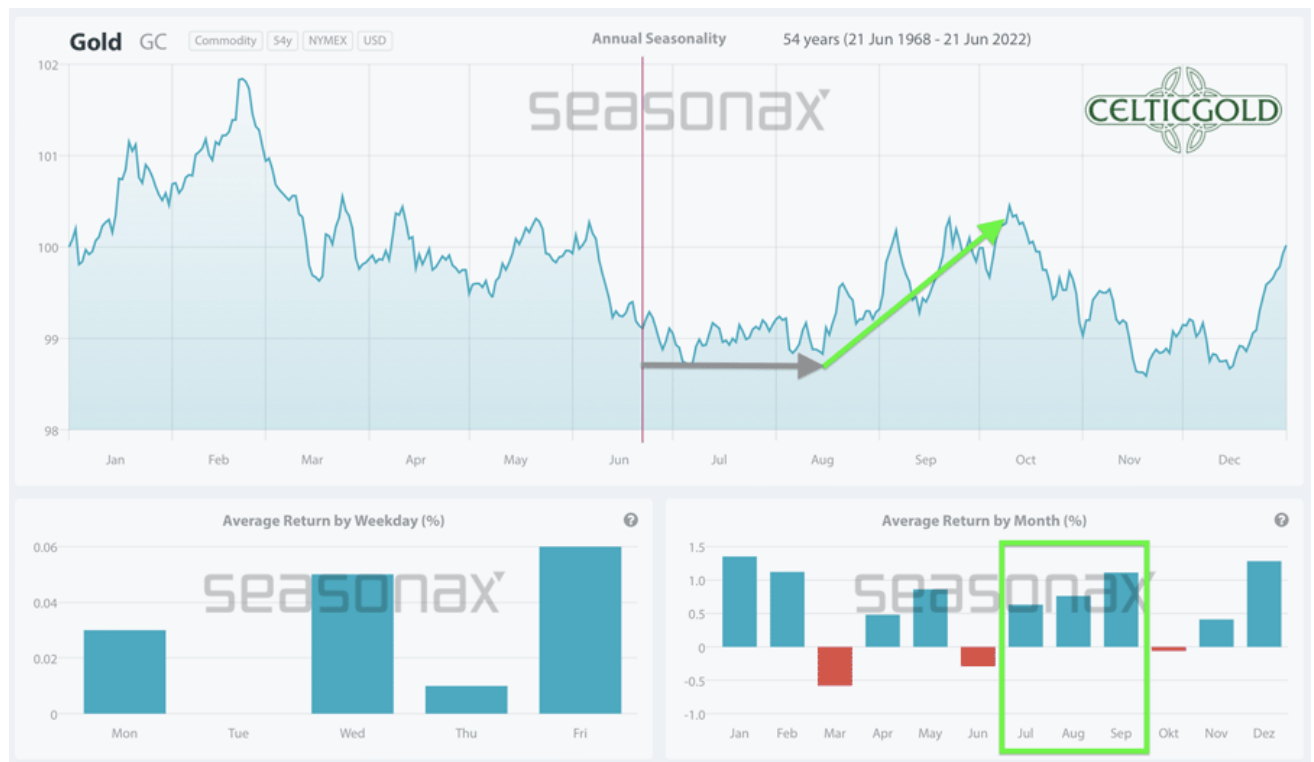 Gold GC Commodity 54y NYMEX USD Annual Seasonality 54 years (21 Jun 1968 - 21 Jun 2022)
102
101
100
99
98
seasonax
CELTICGOLD
Jan Feb Mar Apr May Jun Jul Aug Sep Oct Nov Dec
Average Return by Weekday (%) ?
0.06
0.04
0.02
0
seasonax
Mon Tue Wed Thu Fri
Average Return by Month (%) ?
1.5
1.0
0.5
0
-0.5
-1.0
seasonax
Jan Feb Mar Apr May Jun Jul Aug Sep Okt Nov Dez